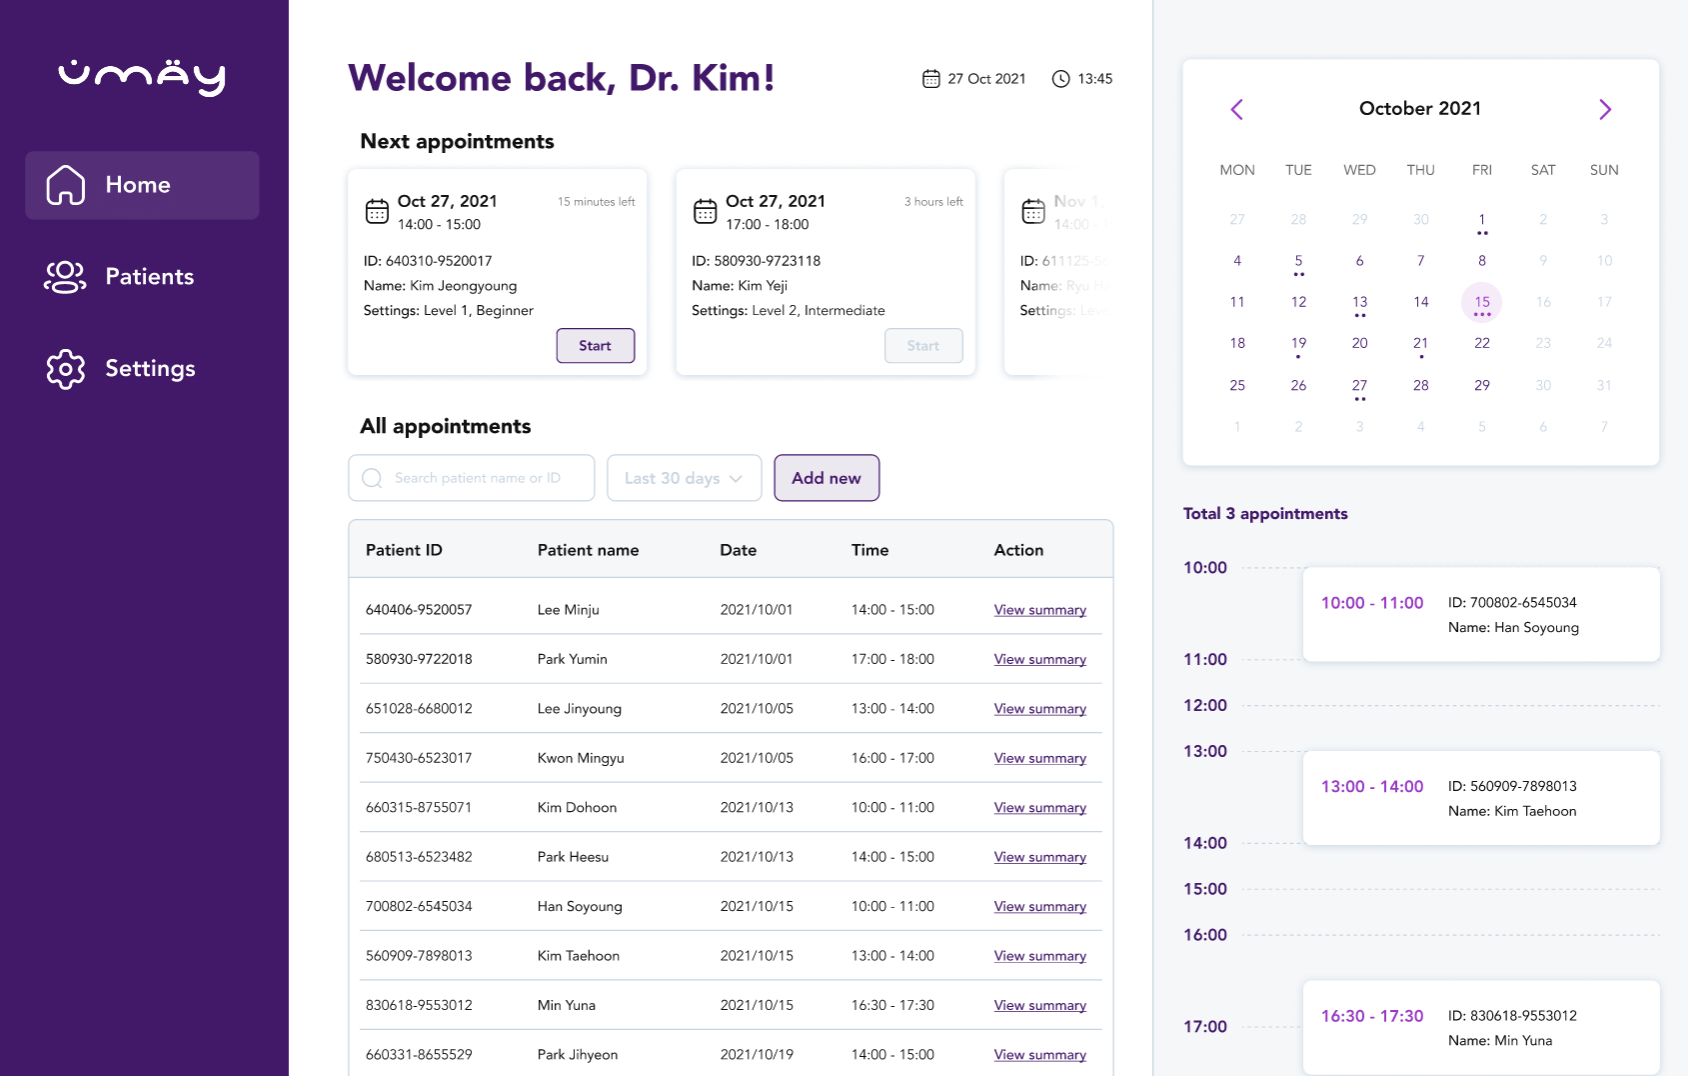 ümäy
Home
Patients
Settings
Welcome back, Dr. Kim!
27 Oct 2021
13:45
Next appointments
Oct 27, 2021
15 minutes left
14:00 - 15:00
ID: 640310-9520017
Name: Kim Jeongyoung
Settings: Level 1, Beginner
Start
Oct 27, 2021
3 hours left
17:00 - 18:00
ID: 580930-9723118
Name: Kim Yeji
Settings: Level 2, Intermediate
Start
Nov 1,
14:00 -
ID: 611125-
Name: Ryu
Settings:
All appointments
Search patient name or ID
Last 30 days
Add new
Patient ID Patient name Date Time Action
640406-9520057 Lee Minju 2021/10/01 14:00 - 15:00 View summary
580930-9722018 Park Yumin 2021/10/01 17:00 - 18:00 View summary
651028-6680012 Lee Jinyoung 2021/10/05 13:00 - 14:00 View summary
750430-6523017 Kwon Mingyu 2021/10/05 16:00 - 17:00 View summary
660315-8755071 Kim Dohoon 2021/10/13 10:00 - 11:00 View summary
680513-6523482 Park Heesu 2021/10/13 14:00 - 15:00 View summary
700802-6545034 Han Soyoung 2021/10/15 10:00 - 11:00 View summary
560909-7898013 Kim Taehoon 2021/10/15 13:00 - 14:00 View summary
830618-9553012 Min Yuna 2021/10/15 16:30 - 17:30 View summary
660331-8655529 Park Jihyeon 2021/10/19 14:00 - 15:00 View summary
October 2021
MON TUE WED THU FRI SAT SUN
27 28 29 30 1 2 3
4 5 6 7 8 9 10
11 12 13 14 15 16 17
18 19 20 21 22 23 24
25 26 27 28 29 30 31
1 2 3 4 5 6 7
Total 3 appointments
10:00
10:00 - 11:00
ID: 700802-6545034
Name: Han Soyoung
11:00
12:00
13:00
13:00 - 14:00
ID: 560909-7898013
Name: Kim Taehoon
14:00
15:00
16:00
16:30 - 17:30
ID: 830618-9553012
Name: Min Yuna
17:00